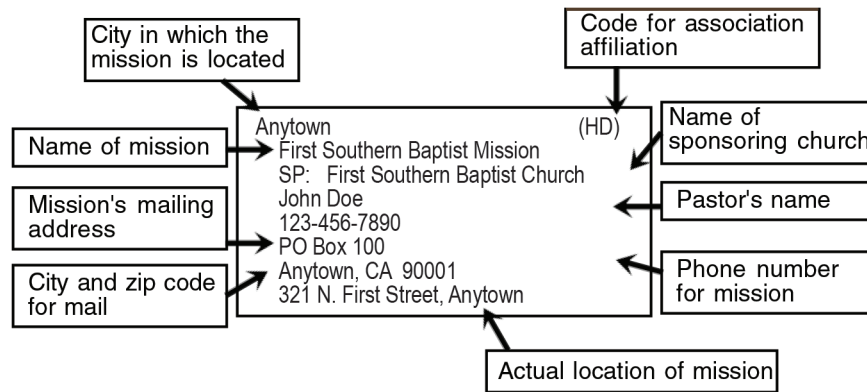 City in which the
mission is located
Code for association
affiliation
Name of mission
Mission's mailing
address
City and zip code
for mail
Anytown (HD)
First Southern Baptist Mission
SP: First Southern Baptist Church
John Doe
123-456-7890
PO Box 100
Anytown, CA 90001
321 N. First Street, Anytown
Name of
sponsoring church
Pastor's name
Phone number
for mission
Actual location of mission